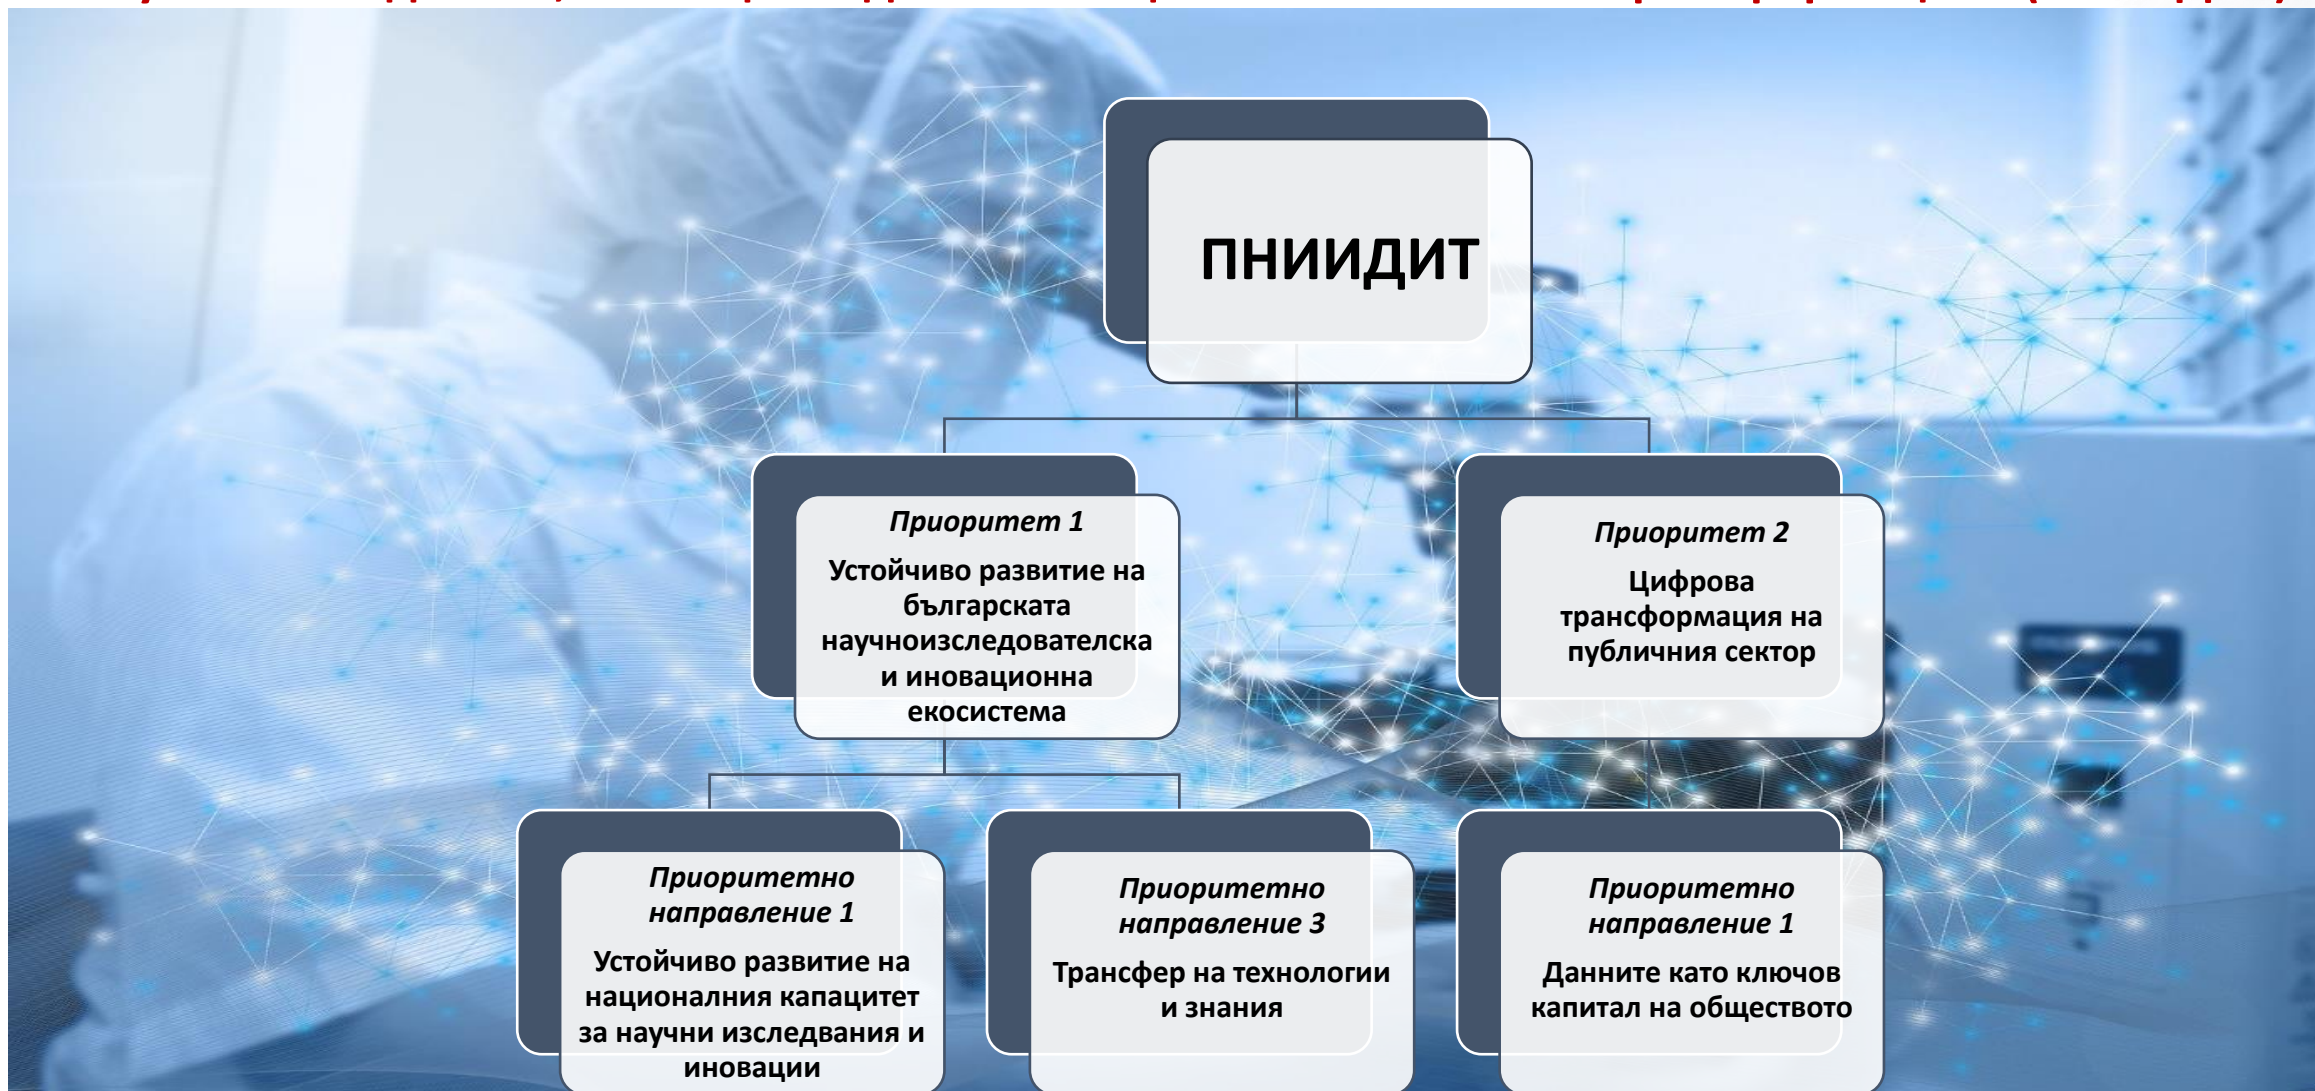 ПНИИДИТ
Приоритет 1
Устойчиво развитие на
българската
научноизследователска
и иновационна
екосистема
Приоритет 2
Цифрова
трансформация на
публичния сектор
Приоритетно
направление 1
Устойчиво развитие на
националния капацитет
за научни изследвания и
иновации
Приоритетно
направление 3
Трансфер на технологии
и знания
Приоритетно
направление 1
Данните като ключов
капитал на обществото